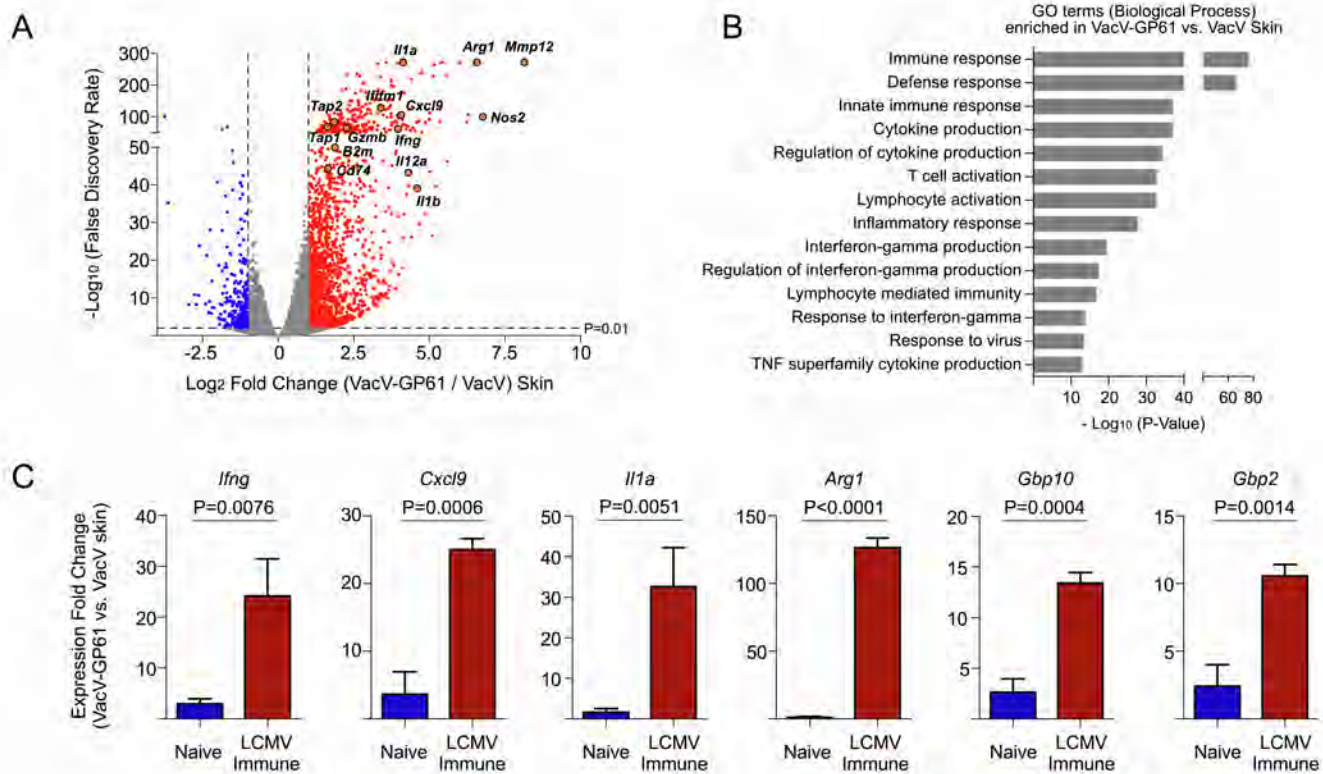 A
-Log10 (False Discovery Rate)
300
200
100
50
40
30
20
10
Il1a
Arg1
Mmp12
Tap2
Cxcl9
Nos2
Tap1
Gzmb
Ifng
B2m
Il12a
Cd74
Il1b
P=0.01
-2.5
0
2.5
5.0
7.5
10
Log2 Fold Change (VacV-GP61 / VacV) Skin
B
GO terms (Biological Process)
enriched in VacV-GP61 vs. VacV Skin
Immune response
Defense response
Innate immune response
Cytokine production
Regulation of cytokine production
T cell activation
Lymphocyte activation
Inflammatory response
Interferon-gamma production
Regulation of interferon-gamma production
Lymphocyte mediated immunity
Response to interferon-gamma
Response to virus
TNF superfamily cytokine production
10 20 30 40 60 80
- Log10 (P-Value)
C
Expression Fold Change
(VacV-GP61 vs. VacV skin)
Ifng
P=0.0076
40
30
20
10
Naive
LCMV
Immune
Cxcl9
P=0.0006
30
20
10
Naive
LCMV
Immune
Il1a
P=0.0051
50
40
30
20
10
Naive
LCMV
Immune
Arg1
P<0.0001
150
100
50
Naive
LCMV
Immune
Gbp10
P=0.0004
20
15
10
5
Naive
LCMV
Immune
Gbp2
P=0.0014
15
10
5
Naive
LCMV
Immune